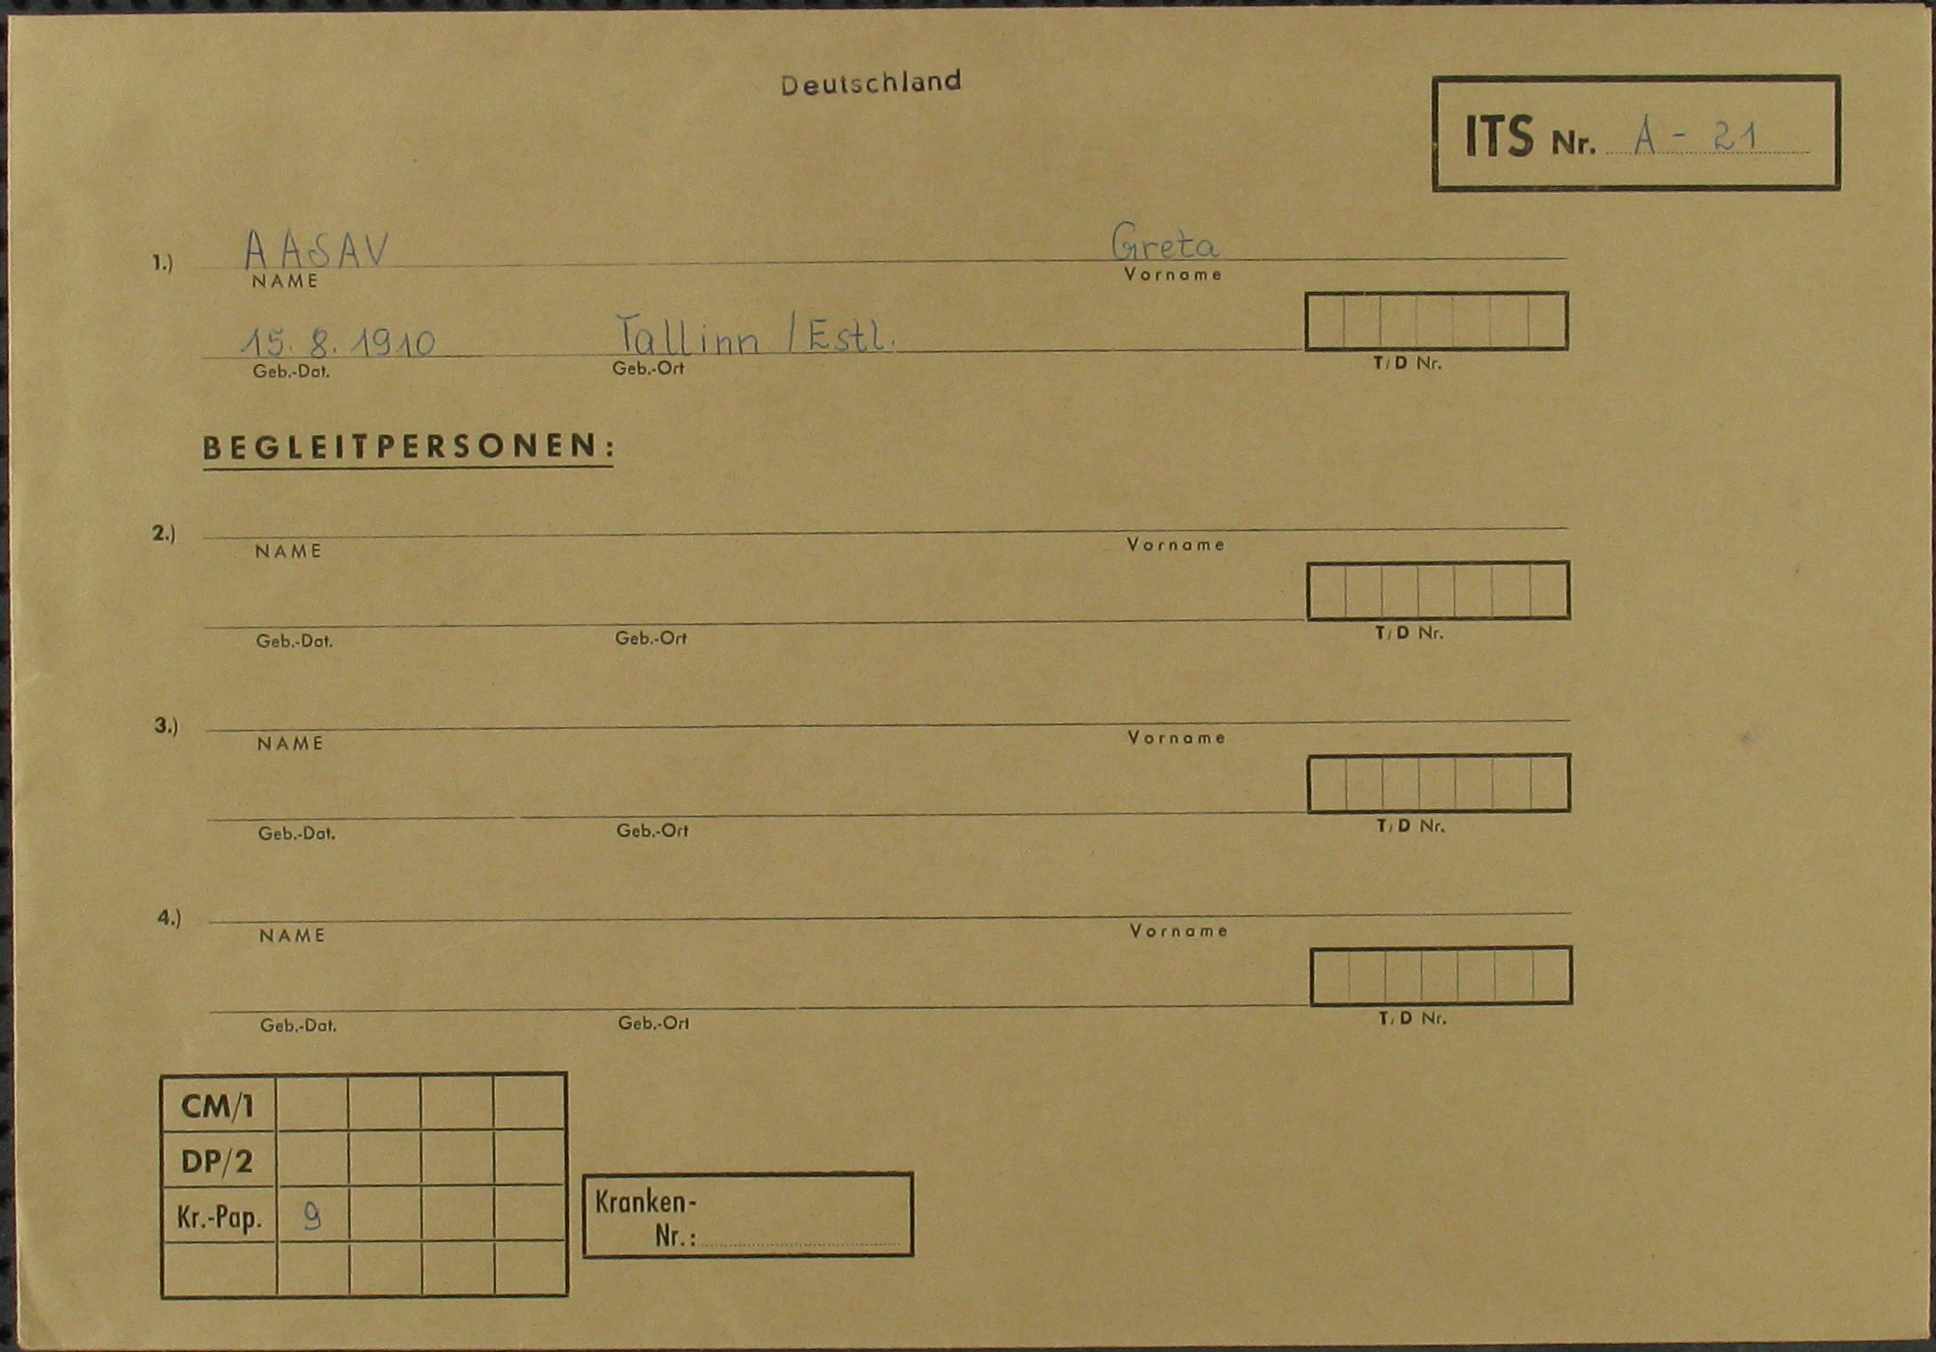 Deutschland
ITS Nr. A - 21
1.) AASAV Greta
NAME Vorname
15. 8. 1910 Tallinn / Estl.
Geb.-Dat. Geb.-Ort T/D Nr.
BEGLEITPERSONEN:
2.)
NAME Vorname
Geb.-Dat. Geb.-Ort T/D Nr.
3.)
NAME Vorname
Geb.-Dat. Geb.-Ort T/D Nr.
4.)
NAME Vorname
Geb.-Dat. Geb.-Ort T/D Nr.
CM/1
DP/2
Kr.-Pap. 9
Kranken-
Nr.: